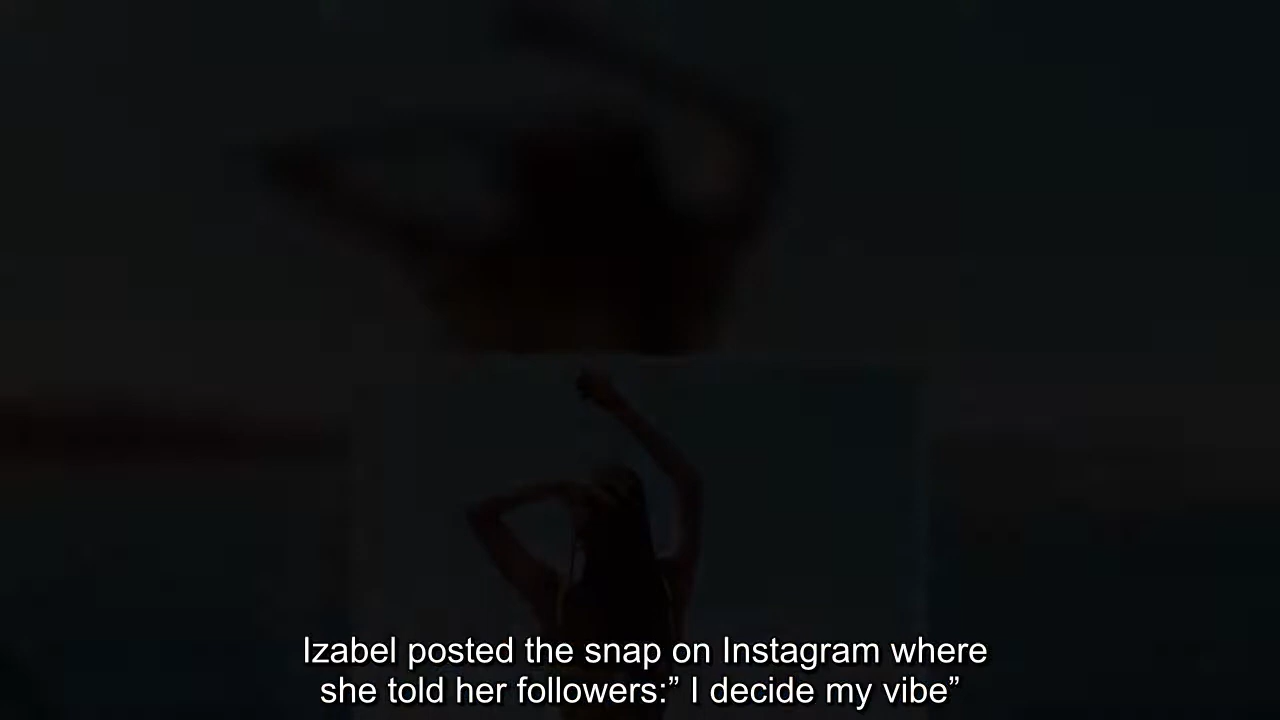 Izabel posted the snap on Instagram where
she told her followers:” I decide my vibe”